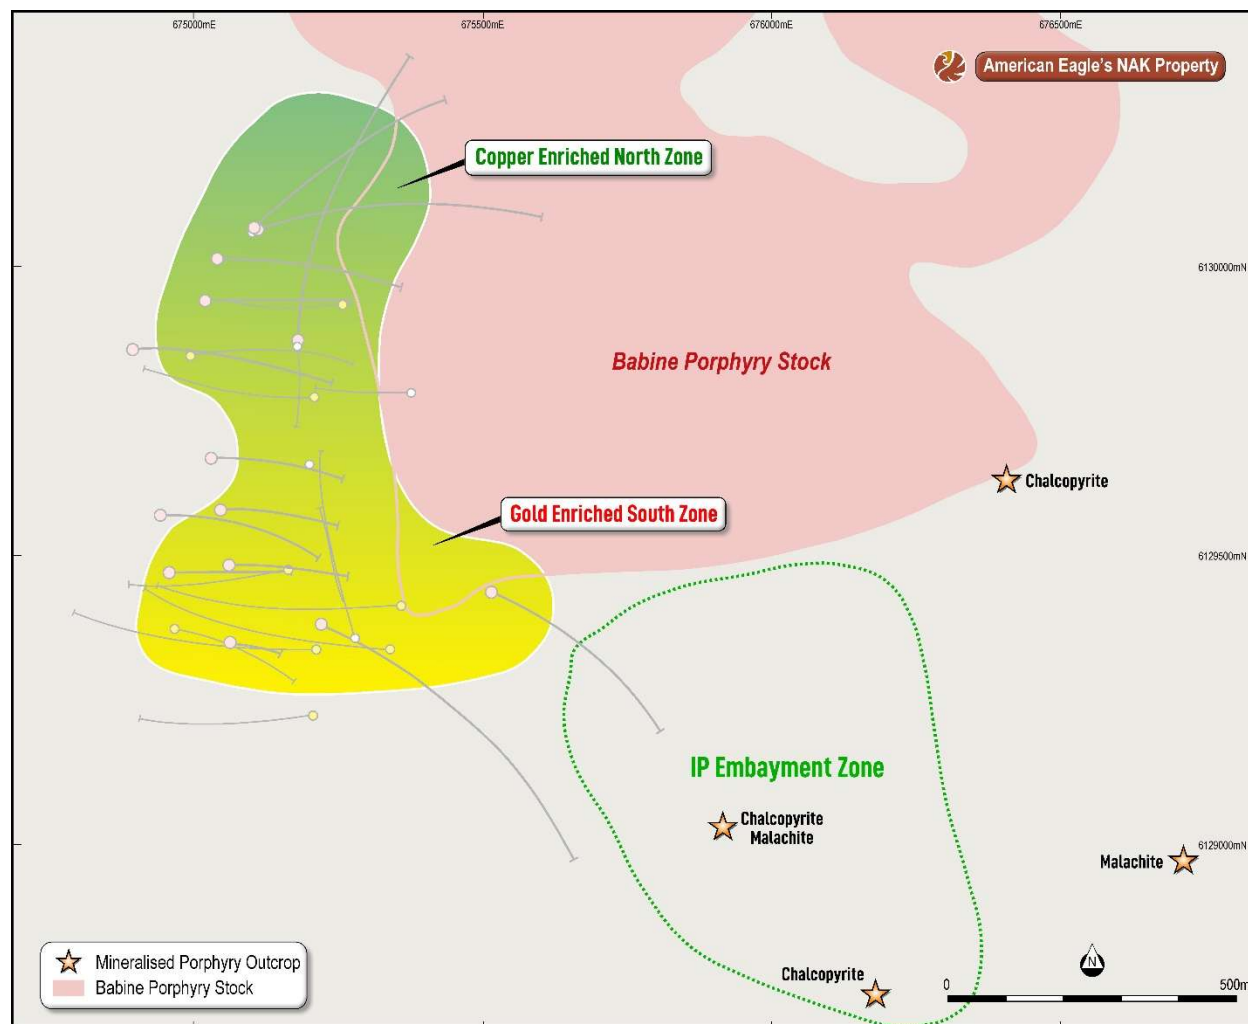 675000mE
675500mE
676000mE
676500mE
American Eagle's NAK Property
Copper Enriched North Zone
6130000mN
Babine Porphyry Stock
Chalcopyrite
Gold Enriched South Zone
6129500mN
IP Embayment Zone
Chalcopyrite
Malachite
6129000mN
Malachite
Mineralised Porphyry Outcrop
Babine Porphyry Stock
Chalcopyrite
N
0
500m